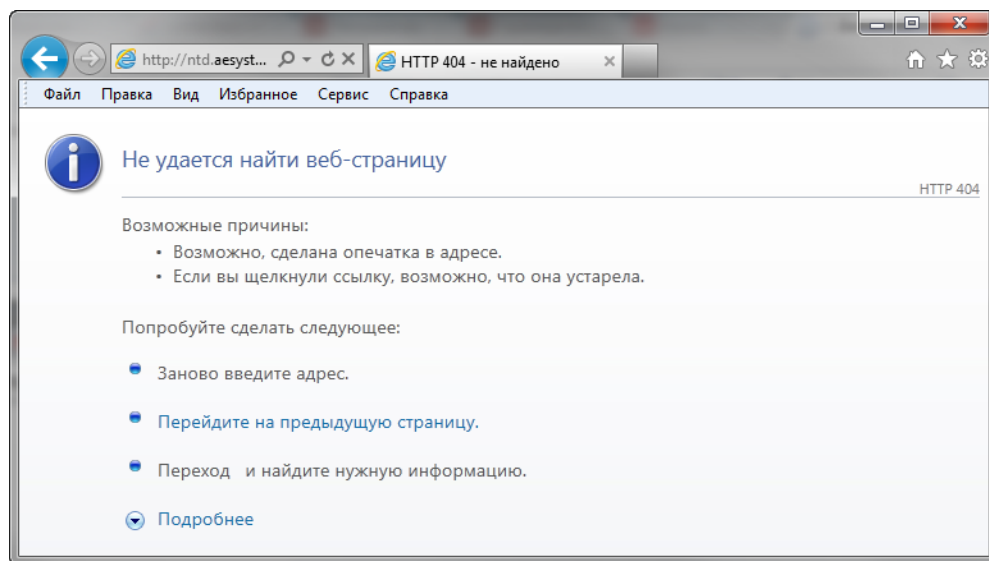 http://ntd.aesyst... HTTP 404 - не найдено
Файл Правка Вид Избранное Сервис Справка
Не удается найти веб-страницу
HTTP 404
Возможные причины:
• Возможно, сделана опечатка в адресе.
• Если вы щелкнули ссылку, возможно, что она устарела.
Попробуйте сделать следующее:
Заново введите адрес.
Перейдите на предыдущую страницу.
Переход и найдите нужную информацию.
Подробнее